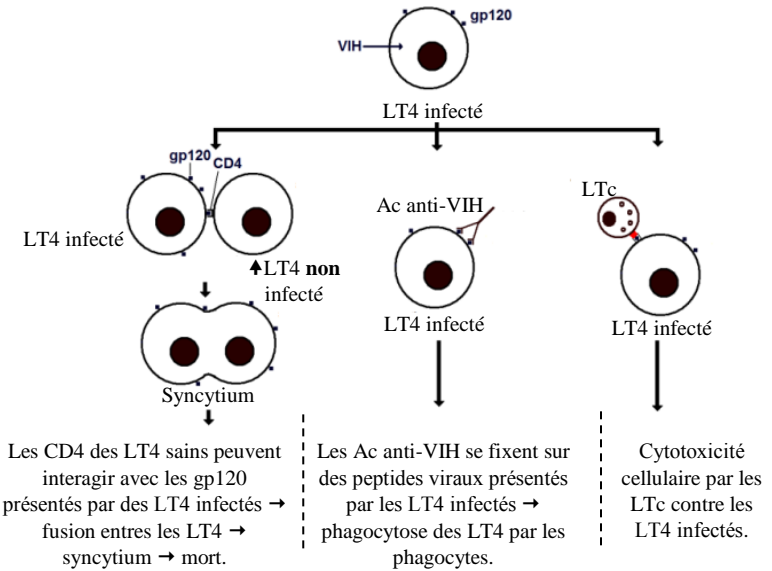 gp120
VIH
LT4 infecté
gp120
CD4
LT4 infecté
LT4 non
infecté
Syncytium
Les CD4 des LT4 sains peuvent
interagir avec les gp120
présentés par des LT4 infectés →
fusion entres les LT4 →
syncytium → mort.
Ac anti-VIH
LT4 infecté
Les Ac anti-VIH se fixent sur
des peptides viraux présentés
par les LT4 infectés →
phagocytose des LT4 par les
phagocytes.
LTc
LT4 infecté
Cytotoxicité
cellulaire par les
LTc contre les
LT4 infectés.